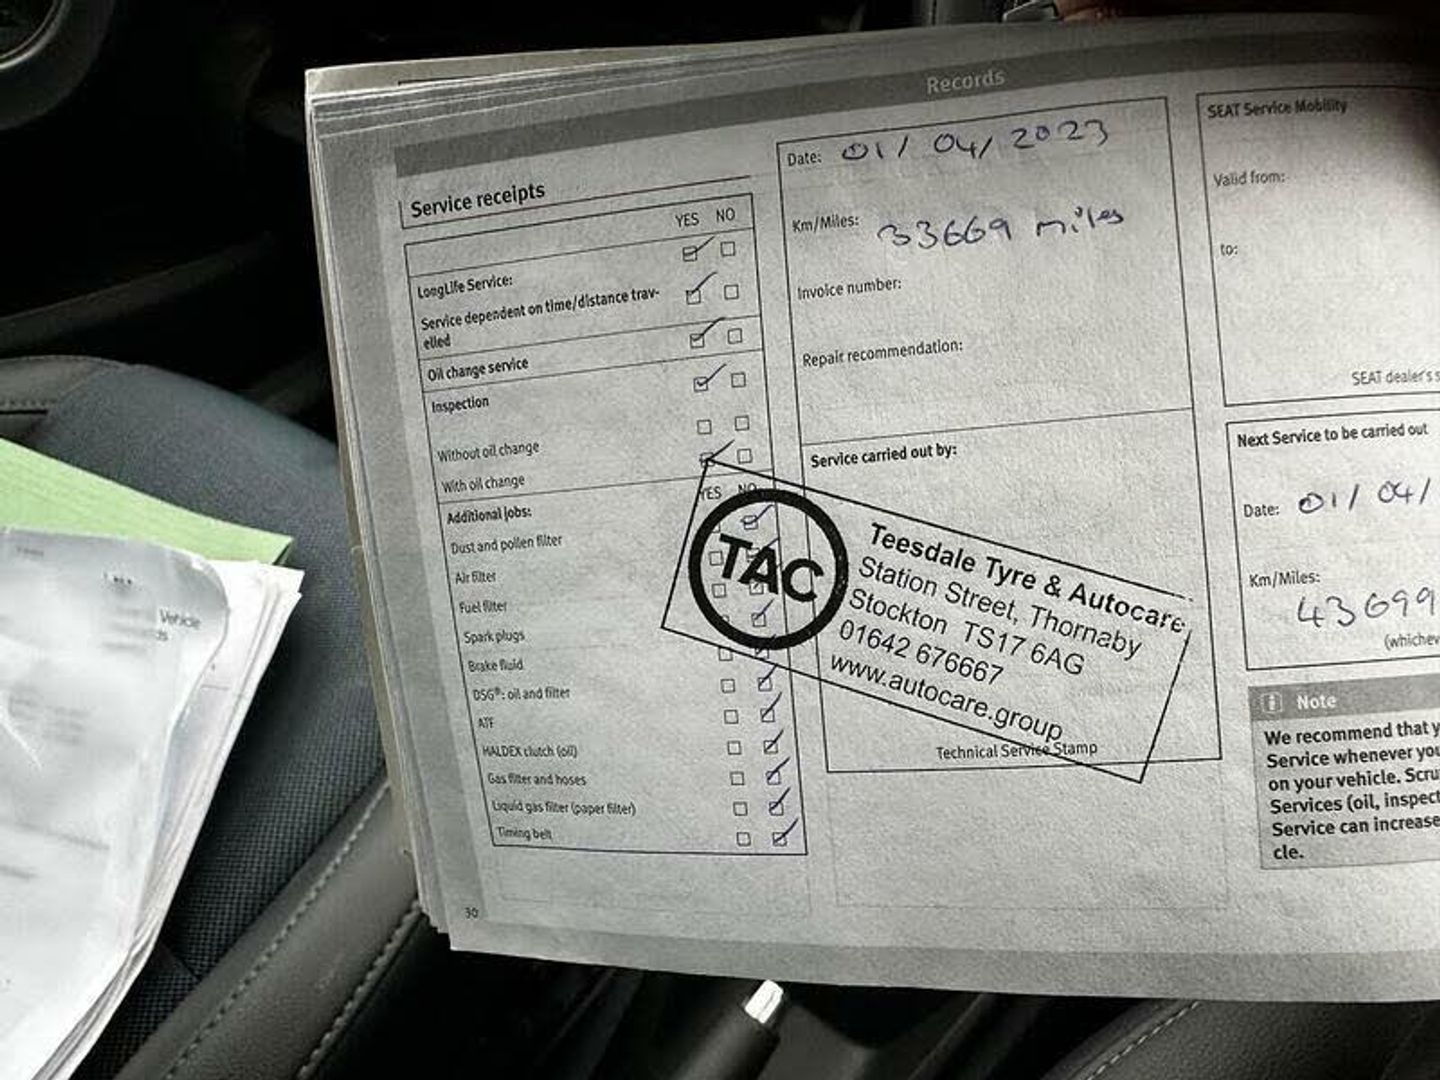 Records
Service receipts
YES NO
LongLife Service:
Service dependent on time/distance trav-
elled
Oil change service
Inspection
Without oil change
With oil change
YES NO
Additional jobs:
Dust and pollen filter
Air filter
Fuel filter
Spark plugs
Brake fluid
DSG®: oil and filter
ATF
HALDEX clutch (oil)
Gas filter and hoses
Liquid gas filter (paper filter)
Timing belt
30
Date: 01/04/2023
Km/Miles: 33669 miles
Invoice number:
Repair recommendation:
Service carried out by:
TAC
Teesdale Tyre & Autocare
Station Street, Thornaby
Stockton TS17 6AG
01642 676667
www.autocare.group
Technical Service Stamp
SEAT Service Mobility
Valid from:
to:
SEAT dealer's s
Next Service to be carried out
Date: 01/04/
Km/Miles:
43699
(whichev
i Note
We recommend that y
Service whenever you
on your vehicle. Scru
Services (oil, inspect
Service can increase
cle.
Vehicle
ds